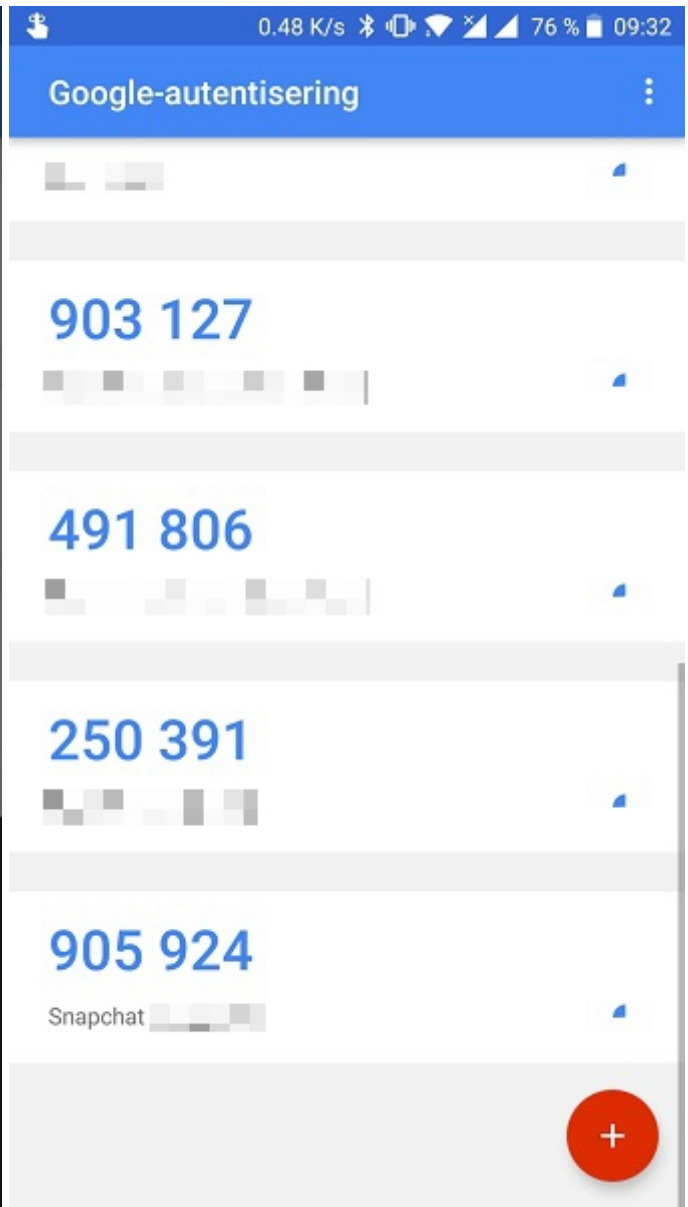 0.48 K/s 76 % 09:32
Google-autentisering
903 127
491 806
250 391
905 924
Snapchat